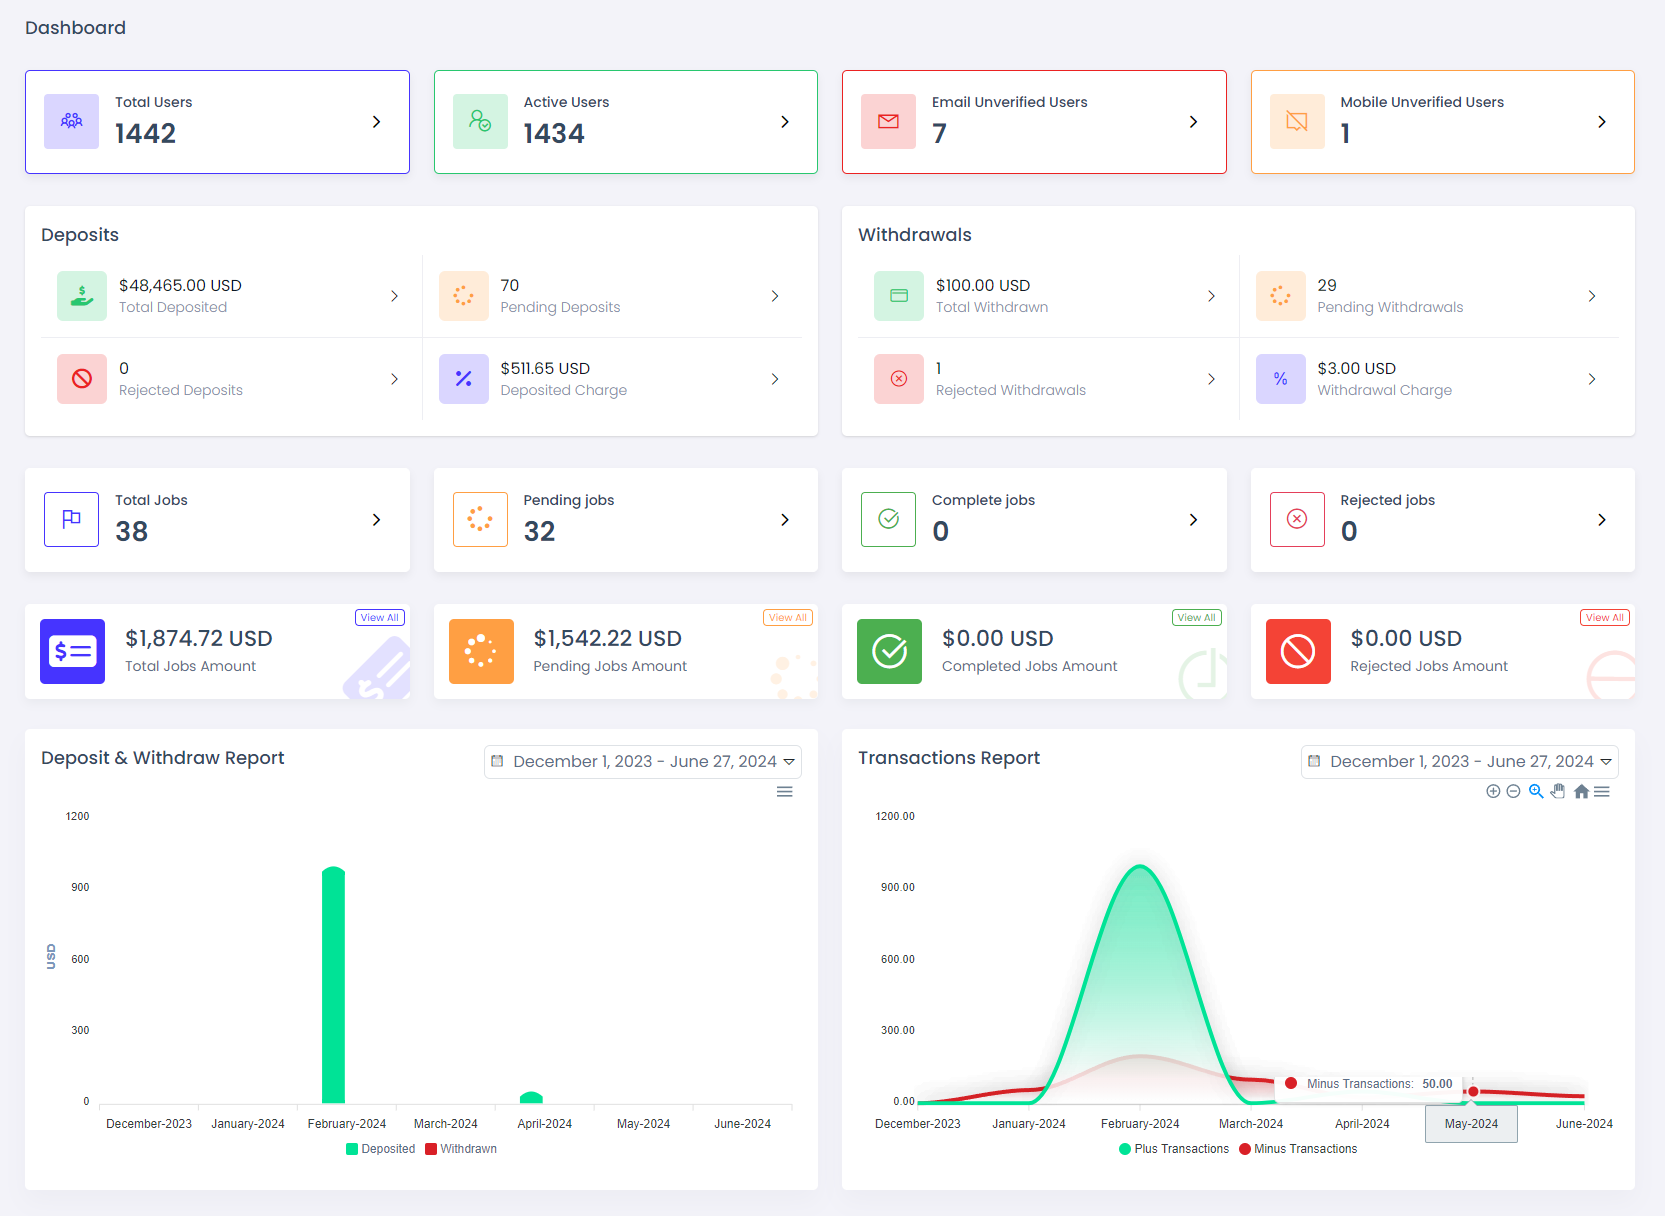 Dashboard
Total Users
1442
Active Users
1434
Email Unverified Users
7
Mobile Unverified Users
1
Deposits
$48,465.00 USD
Total Deposited
70
Pending Deposits
0
Rejected Deposits
$511.65 USD
Deposited Charge
Withdrawals
$100.00 USD
Total Withdrawn
29
Pending Withdrawals
1
Rejected Withdrawals
%
$3.00 USD
Withdrawal Charge
Total Jobs
38
Pending jobs
32
Complete jobs
0
Rejected jobs
0
View All
$1,874.72 USD
Total Jobs Amount
View All
$1,542.22 USD
Pending Jobs Amount
View All
$0.00 USD
Completed Jobs Amount
View All
$0.00 USD
Rejected Jobs Amount
Deposit & Withdraw Report
December 1, 2023 - June 27, 2024
1200
900
600
300
0
USD
December-2023 January-2024 February-2024 March-2024 April-2024 May-2024 June-2024
Deposited Withdrawn
Transactions Report
December 1, 2023 - June 27, 2024
1200.00
900.00
600.00
300.00
0.00
Minus Transactions: 50.00
December-2023 January-2024 February-2024 March-2024 April-2024 May-2024 June-2024
Plus Transactions Minus Transactions